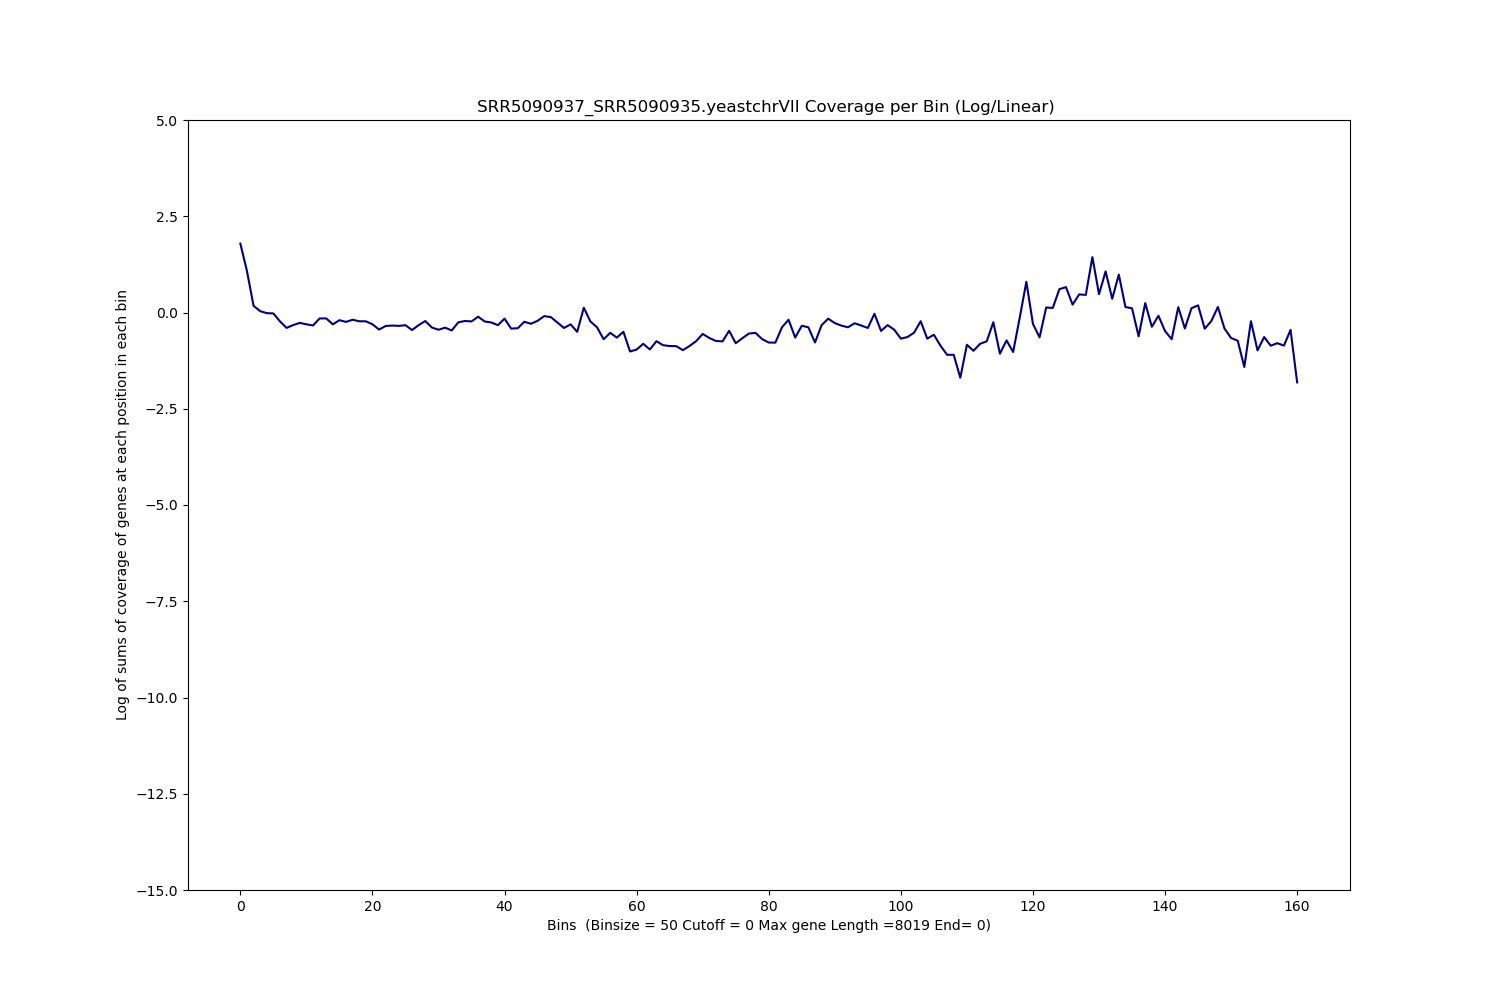 SRR5090937_SRR5090935.yeastchrVII Coverage per Bin (Log/Linear)
Log of sums of coverage of genes at each position in each bin
5.0
2.5
0.0
−2.5
−5.0
−7.5
−10.0
−12.5
−15.0
0 20 40 60 80 100 120 140 160
Bins  (Binsize = 50 Cutoff = 0 Max gene Length =8019 End= 0)